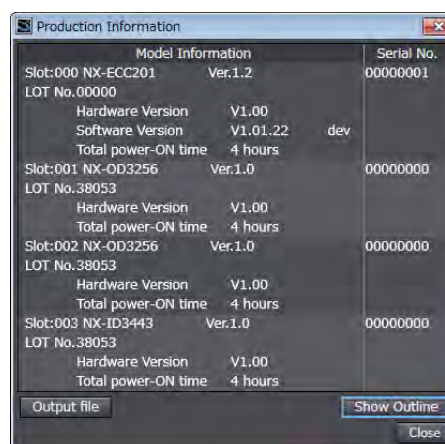 Production Information
Model Information Serial No.
Slot:000 NX-ECC201 Ver.1.2 00000001
LOT No.00000
Hardware Version V1.00
Software Version V1.01.22 dev
Total power-ON time 4 hours
Slot:001 NX-OD3256 Ver.1.0 00000000
LOT No.38053
Hardware Version V1.00
Total power-ON time 4 hours
Slot:002 NX-OD3256 Ver.1.0 00000000
LOT No.38053
Hardware Version V1.00
Total power-ON time 4 hours
Slot:003 NX-ID3443 Ver.1.0 00000000
LOT No.38053
Hardware Version V1.00
Total power-ON time 4 hours
Output file Show Outline
Close